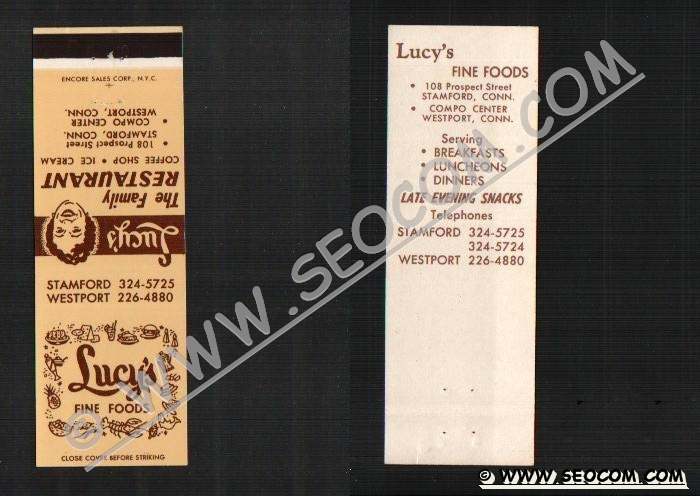 ENCORE SALES CORP., N.Y.C.
Lucy's
The Family
RESTAURANT
COFFEE SHOP • ICE CREAM
• 108 Prospect Street
STAMFORD, CONN.
• COMPO CENTER
WESTPORT, CONN.
STAMFORD 324-5725
WESTPORT 226-4880
Lucy's
FINE FOODS
CLOSE COVER BEFORE STRIKING
Lucy's
FINE FOODS
• 108 Prospect Street
STAMFORD, CONN.
• COMPO CENTER
WESTPORT, CONN.
Serving
• BREAKFASTS
• LUNCHEONS
• DINNERS
LATE EVENING SNACKS
Telephones
STAMFORD 324-5725
324-5724
WESTPORT 226-4880
© WWW.SEOCOM.COM
© WWW.SEOCOM.COM